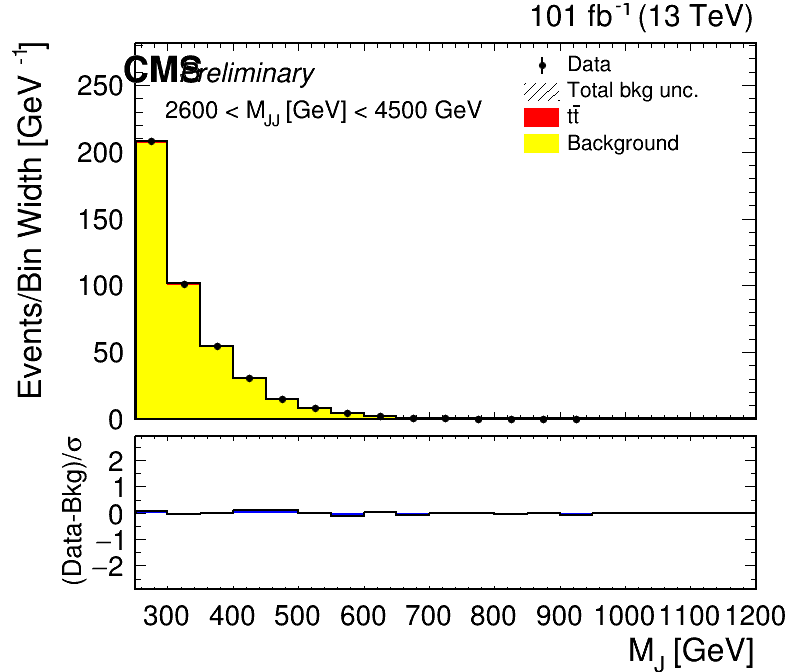 101 fb⁻¹ (13 TeV)
CMS Preliminary
2600 < M_JJ [GeV] < 4500 GeV
Data
Total bkg unc.
tt̄
Background
Events/Bin Width [GeV⁻¹]
250
200
150
100
50
0
(Data-Bkg)/σ
2
1
0
−1
−2
300 400 500 600 700 800 900 1000 1100 1200
M_J [GeV]